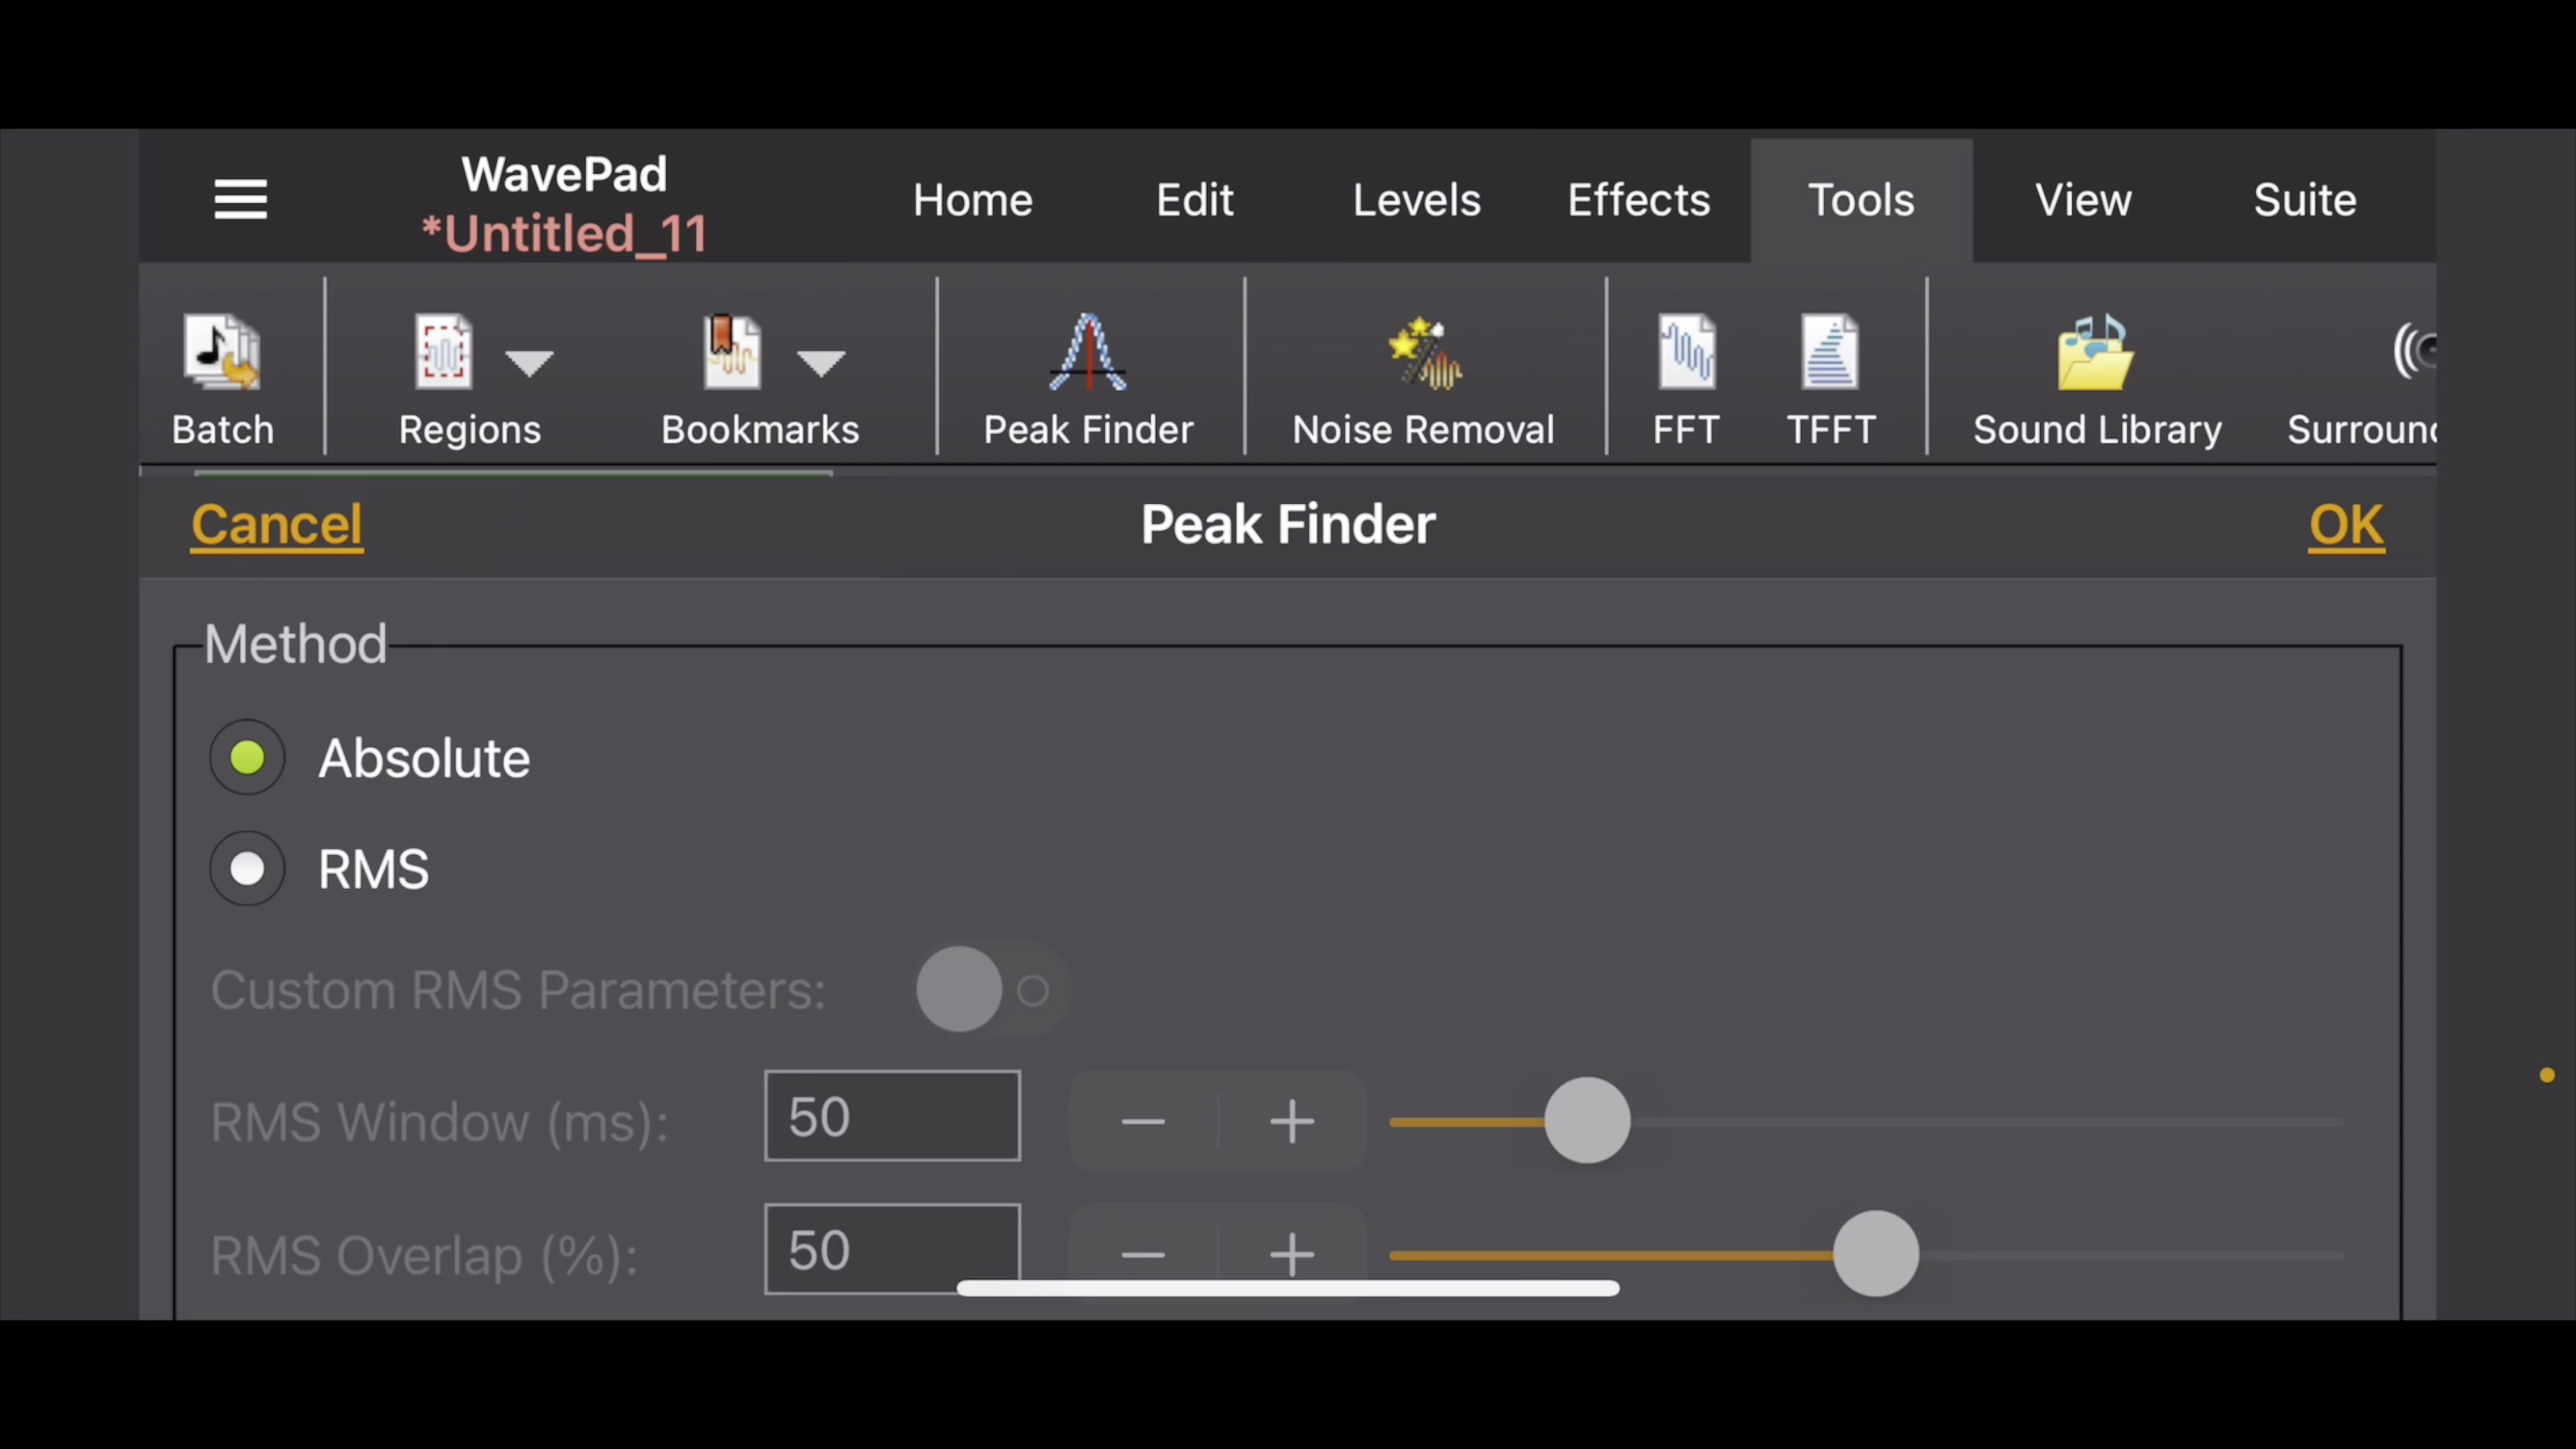 WavePad
*Untitled_11
Home Edit Levels Effects Tools View Suite
Batch Regions Bookmarks Peak Finder Noise Removal FFT TFFT Sound Library Surroun
Cancel Peak Finder OK
Method
Absolute
RMS
Custom RMS Parameters:
RMS Window (ms): 50 − +
RMS Overlap (%): 50 − +